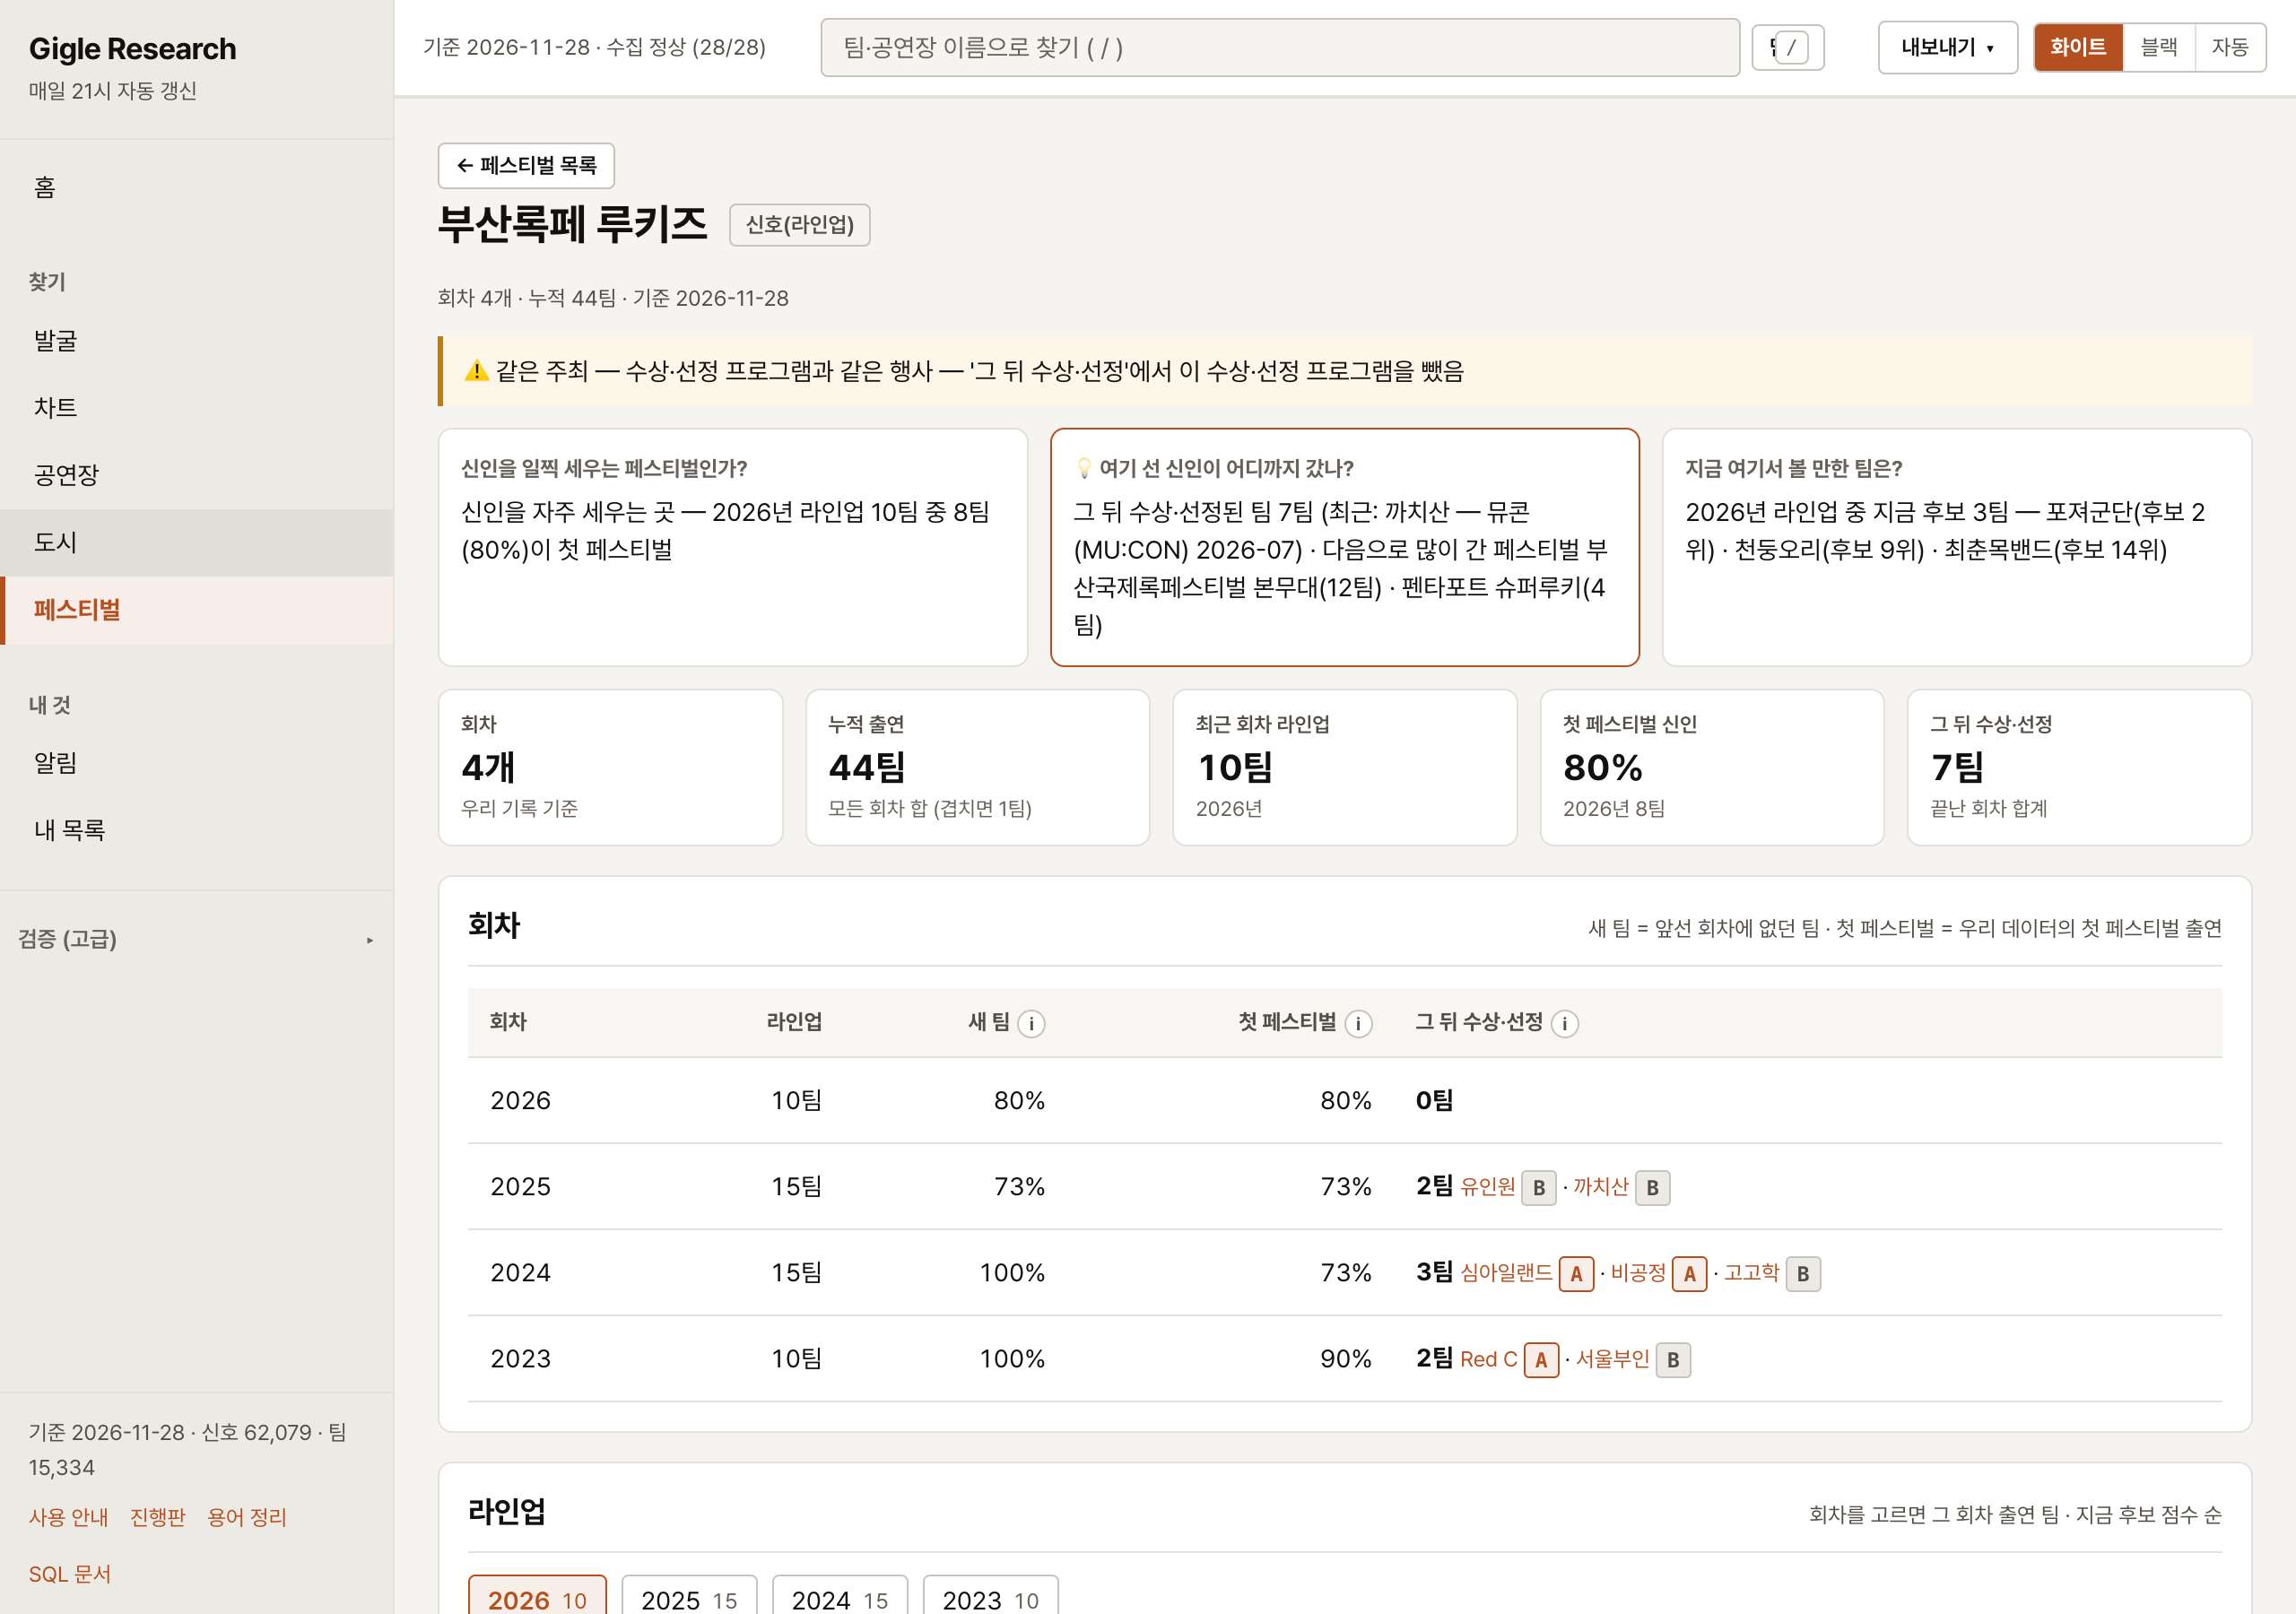 Gigle Research
매일 21시 자동 갱신
홈
찾기
발굴
차트
공연장
도시
페스티벌
내 것
알림
내 목록
검증 (고급) ▸
기준 2026-11-28 · 신호 62,079 · 팀
15,334
사용 안내 진행판 용어 정리
SQL 문서
기준 2026-11-28 · 수집 정상 (28/28)
팀·공연장 이름으로 찾기 ( / )
/
내보내기 ▾
화이트 블랙 자동
← 페스티벌 목록
부산록페 루키즈 신호(라인업)
회차 4개 · 누적 44팀 · 기준 2026-11-28
⚠️ 같은 주최 — 수상·선정 프로그램과 같은 행사 — '그 뒤 수상·선정'에서 이 수상·선정 프로그램을 뺐음
신인을 일찍 세우는 페스티벌인가?
신인을 자주 세우는 곳 — 2026년 라인업 10팀 중 8팀
(80%)이 첫 페스티벌
💡 여기 선 신인이 어디까지 갔나?
그 뒤 수상·선정된 팀 7팀 (최근: 까치산 — 뮤콘
(MU:CON) 2026-07) · 다음으로 많이 간 페스티벌 부
산국제록페스티벌 본무대(12팀) · 펜타포트 슈퍼루키(4
팀)
지금 여기서 볼 만한 팀은?
2026년 라인업 중 지금 후보 3팀 — 포져군단(후보 2
위) · 천둥오리(후보 9위) · 최춘목밴드(후보 14위)
회차
4개
우리 기록 기준
누적 출연
44팀
모든 회차 합 (겹치면 1팀)
최근 회차 라인업
10팀
2026년
첫 페스티벌 신인
80%
2026년 8팀
그 뒤 수상·선정
7팀
끝난 회차 합계
회차
새 팀 = 앞선 회차에 없던 팀 · 첫 페스티벌 = 우리 데이터의 첫 페스티벌 출연
회차 라인업 새 팀 i 첫 페스티벌 i 그 뒤 수상·선정 i
2026 10팀 80% 80% 0팀
2025 15팀 73% 73% 2팀 유인원 B · 까치산 B
2024 15팀 100% 73% 3팀 심아일랜드 A · 비공정 A · 고고학 B
2023 10팀 100% 90% 2팀 Red C A · 서울부인 B
라인업
회차를 고르면 그 회차 출연 팀 · 지금 후보 점수 순
2026 10 2025 15 2024 15 2023 10